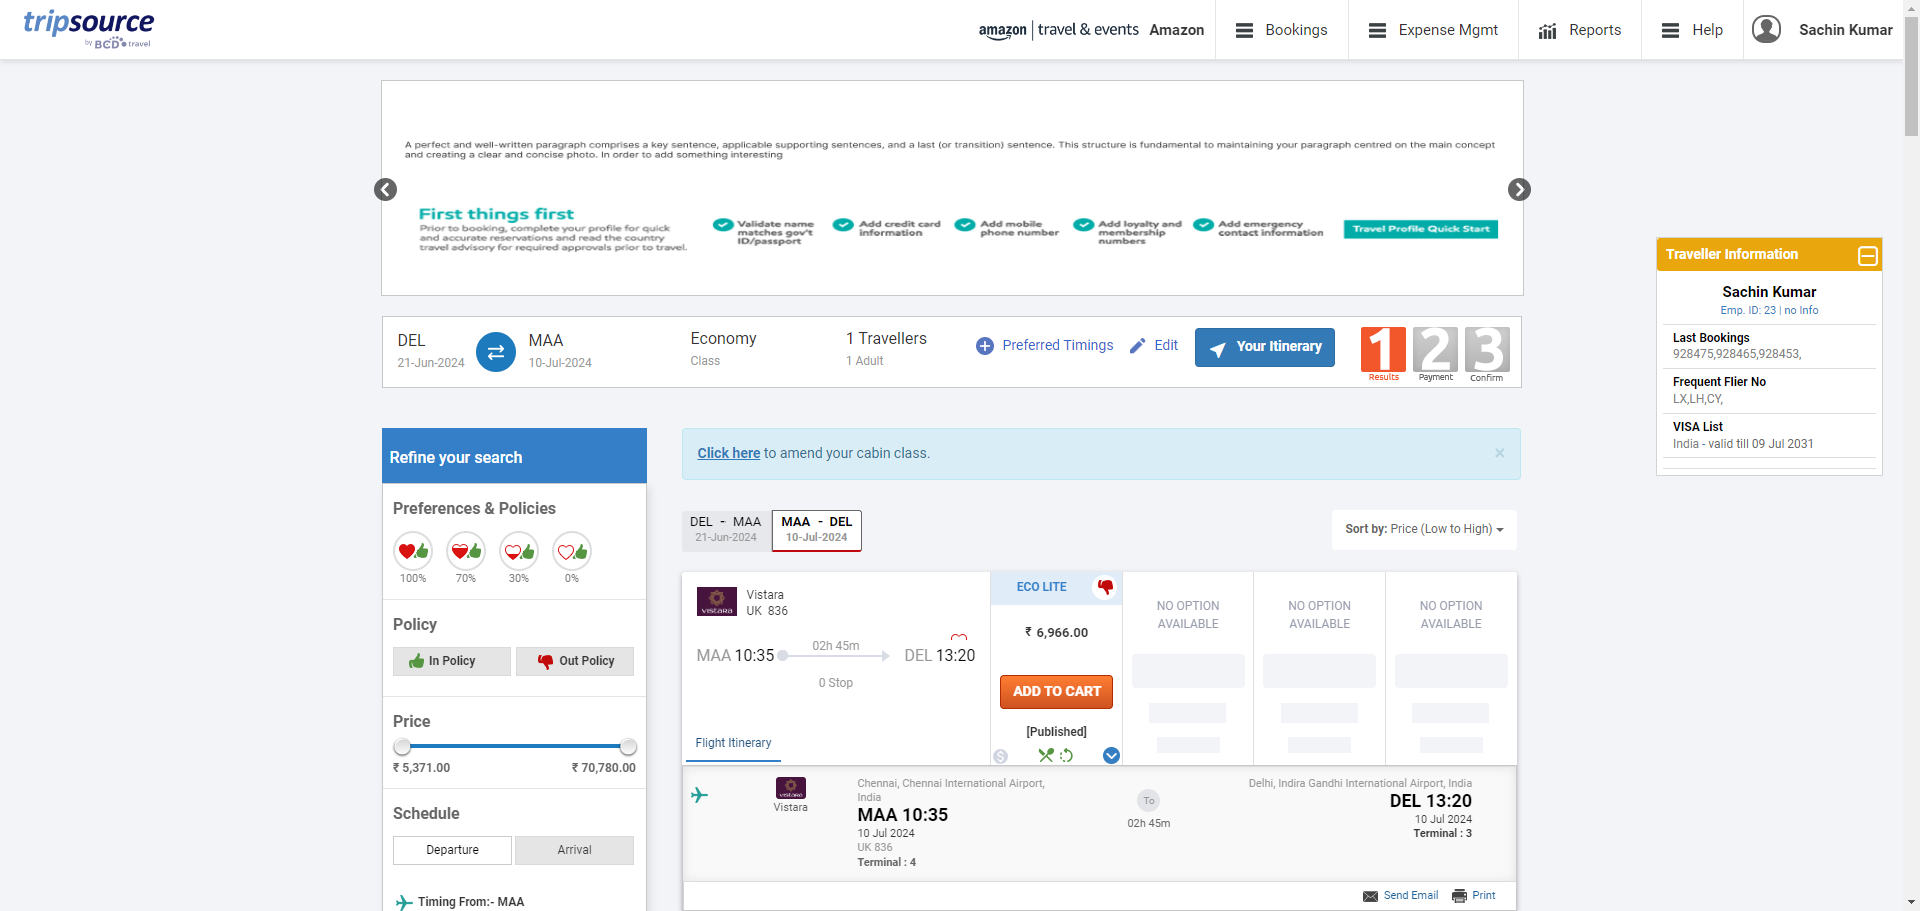 tripsource
by BCD travel
amazon | travel & events Amazon
Bookings
Expense Mgmt
Reports
Help
Sachin Kumar
A perfect and well-written paragraph comprises a key sentence, applicable supporting sentences, and a last (or transition) sentence. This structure is fundamental to maintaining your paragraph centred on the main concept
and creating a clear and concise photo. In order to add something interesting
First things first
Prior to booking, complete your profile for quick
and accurate reservations and read the country
travel advisory for required approvals prior to travel.
Validate name
matches gov't
ID/passport
Add credit card
information
Add mobile
phone number
Add loyalty and
membership
numbers
Add emergency
contact information
Travel Profile Quick Start
Traveller Information
Sachin Kumar
Emp. ID: 23 | no Info
Last Bookings
928475,928465,928453,
Frequent Flier No
LX,LH,CY,
VISA List
India - valid till 09 Jul 2031
DEL
21-Jun-2024
MAA
10-Jul-2024
Economy
Class
1 Travellers
1 Adult
Preferred Timings
Edit
Your Itinerary
1 2 3
Results Payment Confirm
Refine your search
Preferences & Policies
100% 70% 30% 0%
Policy
In Policy
Out Policy
Price
₹ 5,371.00
₹ 70,780.00
Schedule
Departure
Arrival
Timing From:- MAA
Click here to amend your cabin class.
×
DEL - MAA
21-Jun-2024
MAA - DEL
10-Jul-2024
Sort by: Price (Low to High)
VISTARA
Vistara
UK 836
MAA 10:35
02h 45m
DEL 13:20
0 Stop
Flight Itinerary
ECO LITE
₹ 6,966.00
ADD TO CART
[Published]
NO OPTION
AVAILABLE
NO OPTION
AVAILABLE
NO OPTION
AVAILABLE
VISTARA
Vistara
Chennai, Chennai International Airport,
India
MAA 10:35
10 Jul 2024
UK 836
Terminal : 4
To
02h 45m
Delhi, Indira Gandhi International Airport, India
DEL 13:20
10 Jul 2024
Terminal : 3
Send Email
Print